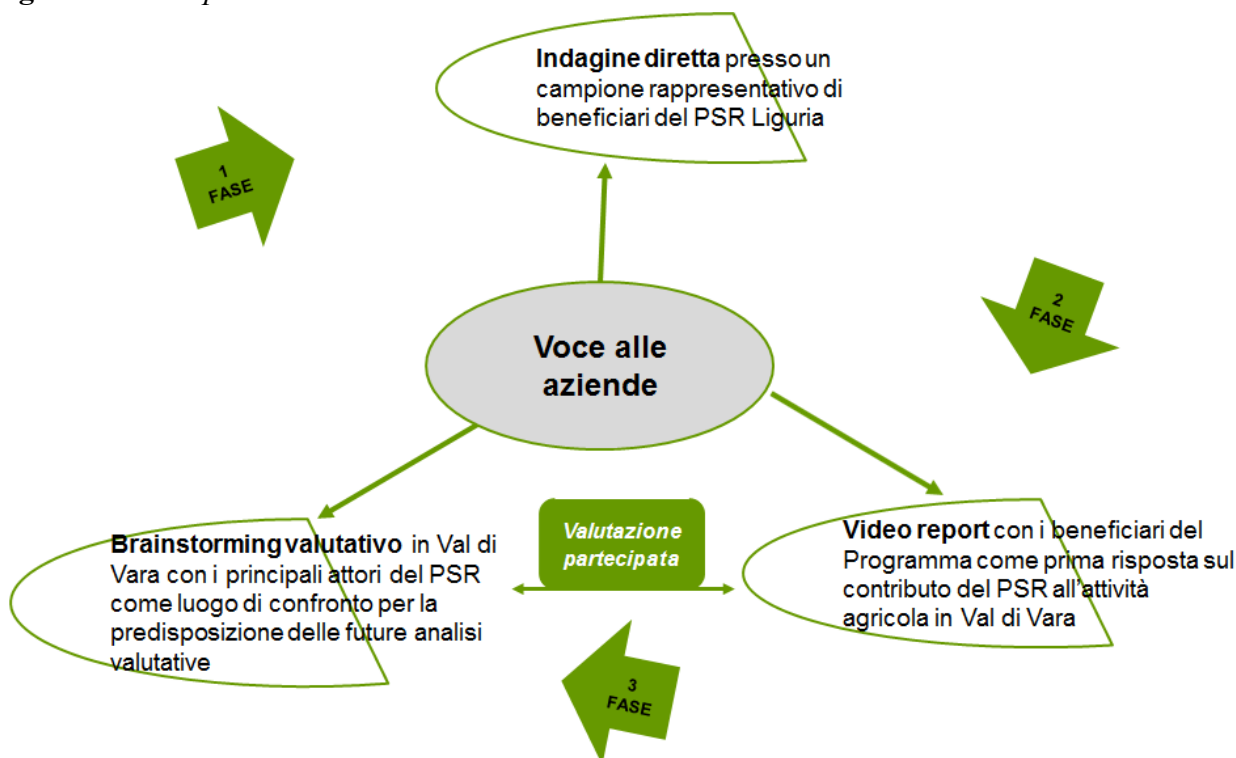 Indagine diretta presso un
campione rappresentativo di
beneficiari del PSR Liguria
1
FASE
2
FASE
Voce alle
aziende
Valutazione
partecipata
Brainstorming valutativo in Val di
Vara con i principali attori del PSR
come luogo di confronto per la
predisposizione delle future analisi
valutative
Video report con i beneficiari del
Programma come prima risposta sul
contributo del PSR all'attività
agricola in Val di Vara
3
FASE